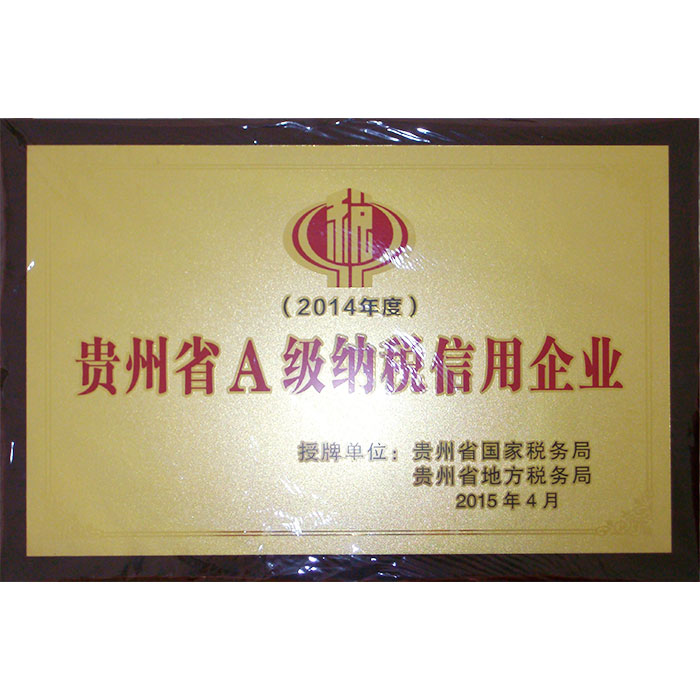 税
（2014年度）
贵州省A级纳税信用企业
授牌单位：贵州省国家税务局
贵州省地方税务局
2015年4月